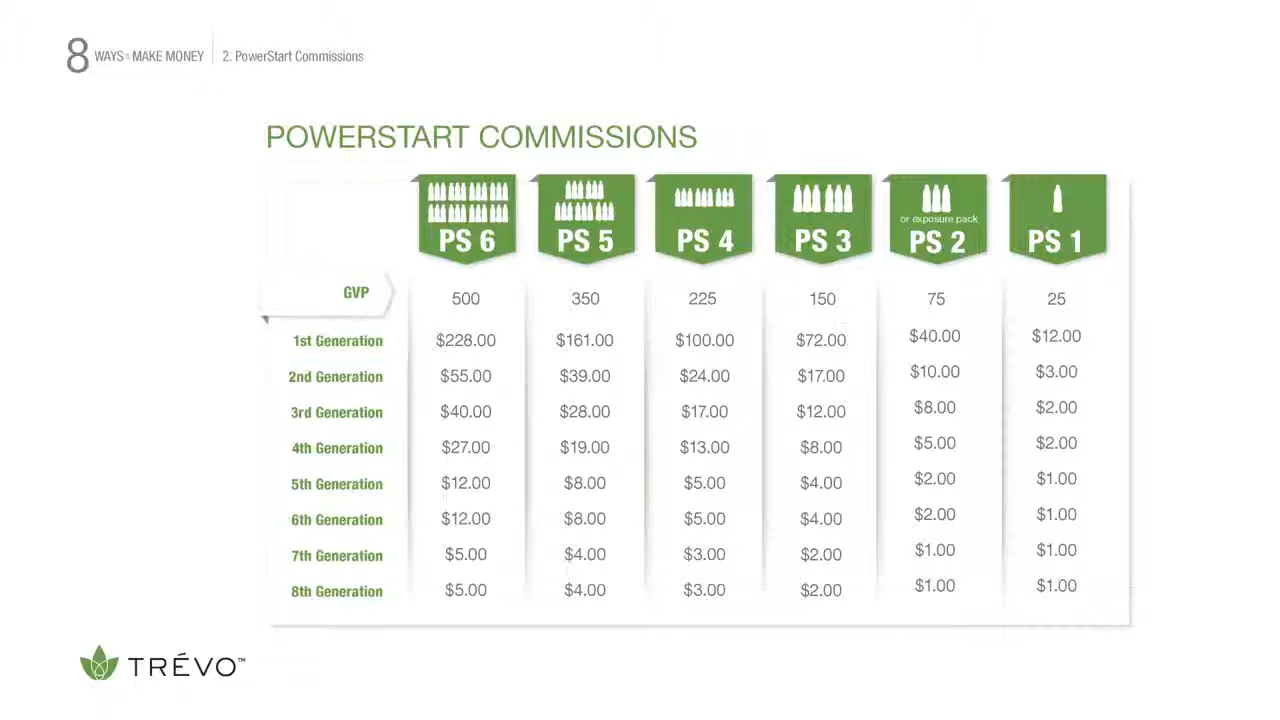 8 WAYS TO MAKE MONEY 2. PowerStart Commissions
POWERSTART COMMISSIONS
or exposure pack
PS 6 PS 5 PS 4 PS 3 PS 2 PS 1
GVP 500 350 225 150 75 25
1st Generation $228.00 $161.00 $100.00 $72.00 $40.00 $12.00
2nd Generation $55.00 $39.00 $24.00 $17.00 $10.00 $3.00
3rd Generation $40.00 $28.00 $17.00 $12.00 $8.00 $2.00
4th Generation $27.00 $19.00 $13.00 $8.00 $5.00 $2.00
5th Generation $12.00 $8.00 $5.00 $4.00 $2.00 $1.00
6th Generation $12.00 $8.00 $5.00 $4.00 $2.00 $1.00
7th Generation $5.00 $4.00 $3.00 $2.00 $1.00 $1.00
8th Generation $5.00 $4.00 $3.00 $2.00 $1.00 $1.00
TRÉVO™